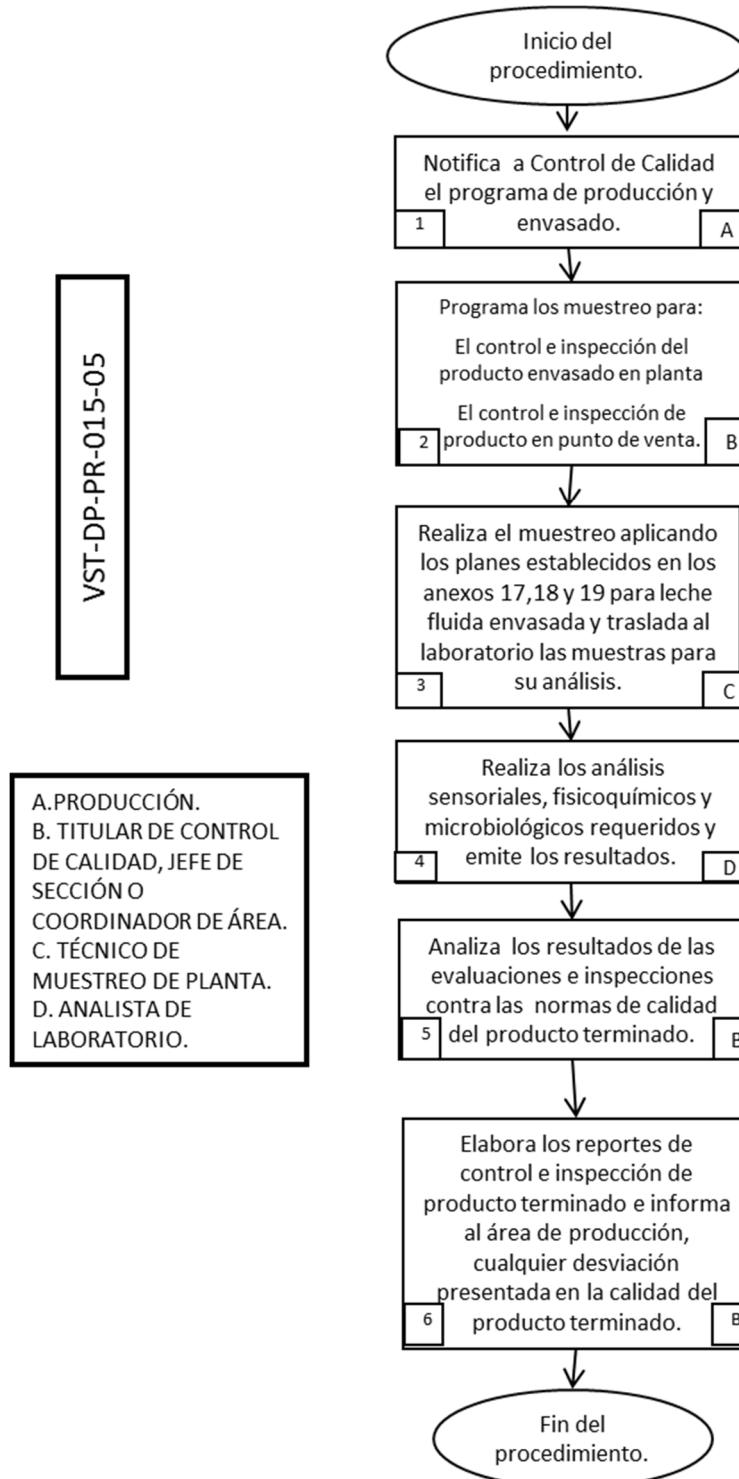 Inicio del
procedimiento.
Notifica a Control de Calidad
el programa de producción y
envasado.
1
A
Programa los muestreo para:
El control e inspección del
producto envasado en planta
El control e inspección de
producto en punto de venta.
2
B
Realiza el muestreo aplicando
los planes establecidos en los
anexos 17,18 y 19 para leche
fluida envasada y traslada al
laboratorio las muestras para
su análisis.
3
C
Realiza los análisis
sensoriales, fisicoquímicos y
microbiológicos requeridos y
emite los resultados.
4
D
Analiza los resultados de las
evaluaciones e inspecciones
contra las normas de calidad
del producto terminado.
5
B
Elabora los reportes de
control e inspección de
producto terminado e informa
al área de producción,
cualquier desviación
presentada en la calidad del
producto terminado.
6
B
Fin del
procedimiento.
VST-DP-PR-015-05
A.PRODUCCIÓN.
B. TITULAR DE CONTROL
DE CALIDAD, JEFE DE
SECCIÓN O
COORDINADOR DE ÁREA.
C. TÉCNICO DE
MUESTREO DE PLANTA.
D. ANALISTA DE
LABORATORIO.